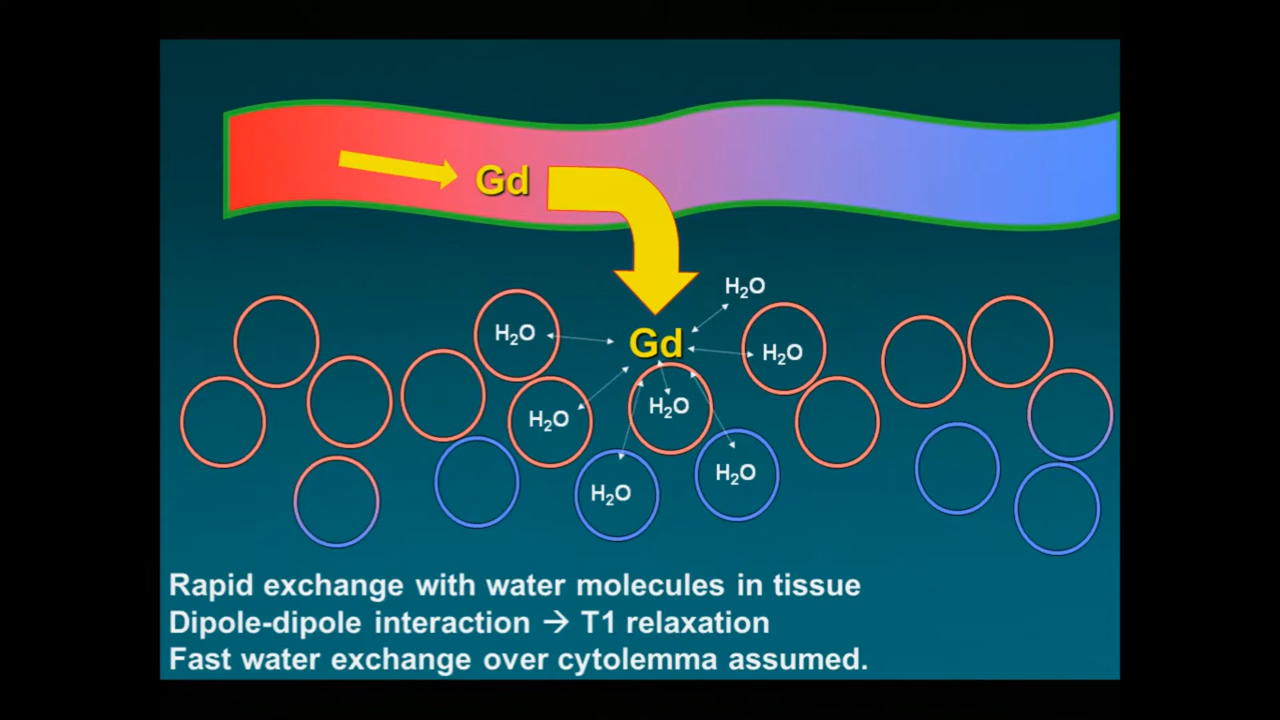 Gd
H₂O
H₂O
Gd
H₂O
H₂O
H₂O
H₂O
H₂O
Rapid exchange with water molecules in tissue
Dipole-dipole interaction → T1 relaxation
Fast water exchange over cytolemma assumed.